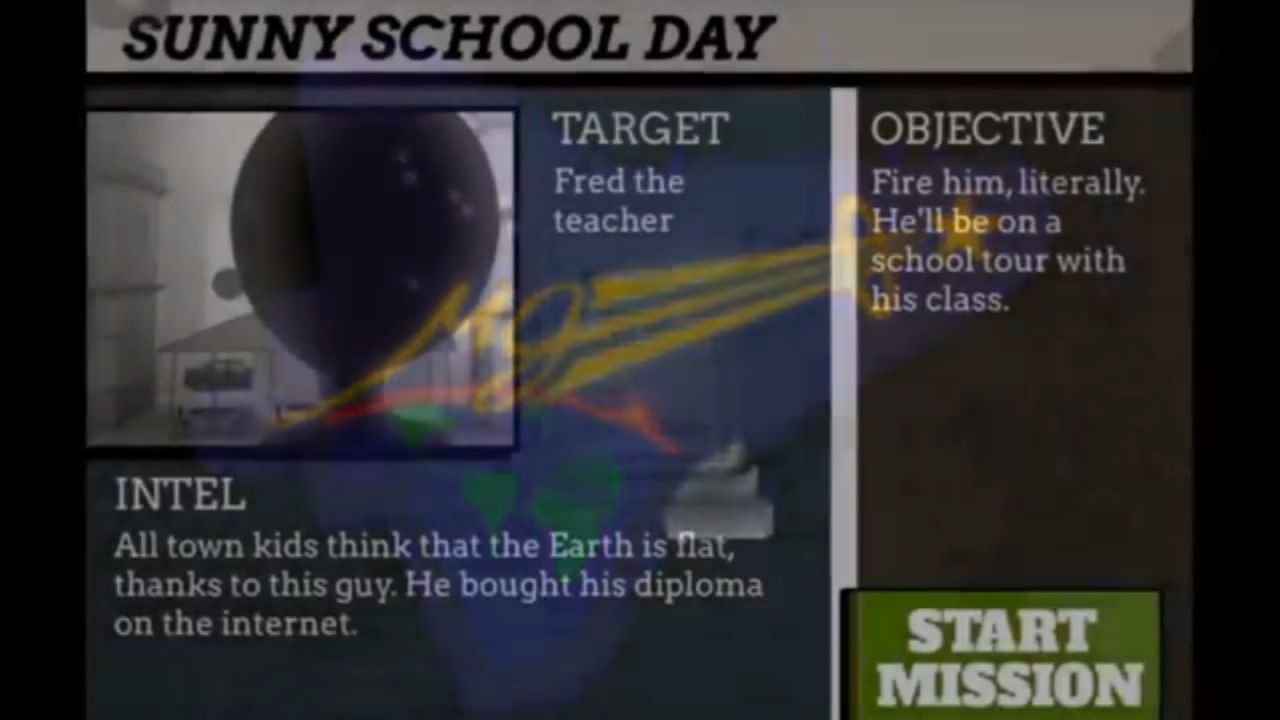 SUNNY SCHOOL DAY
TARGET
Fred the
teacher
OBJECTIVE
Fire him, literally.
He'll be on a
school tour with
his class.
INTEL
All town kids think that the Earth is flat,
thanks to this guy. He bought his diploma
on the internet.
START
MISSION